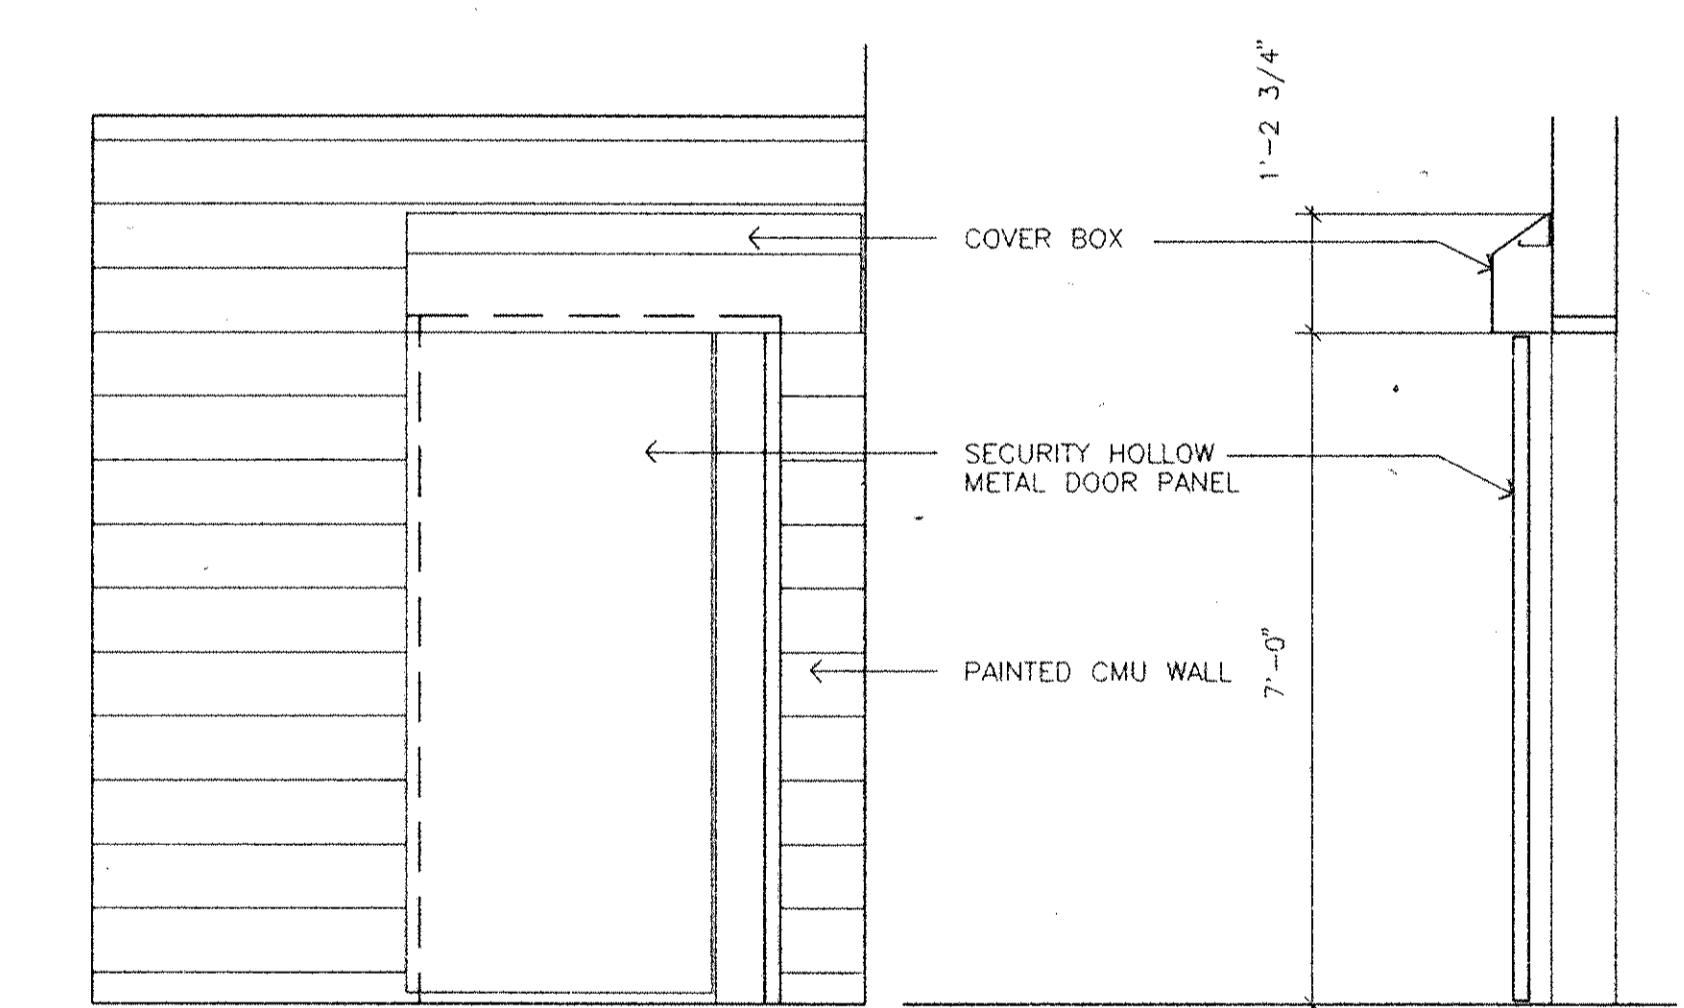 1'-2 3/4"
COVER BOX
SECURITY HOLLOW
METAL DOOR PANEL
7'-0"
PAINTED CMU WALL